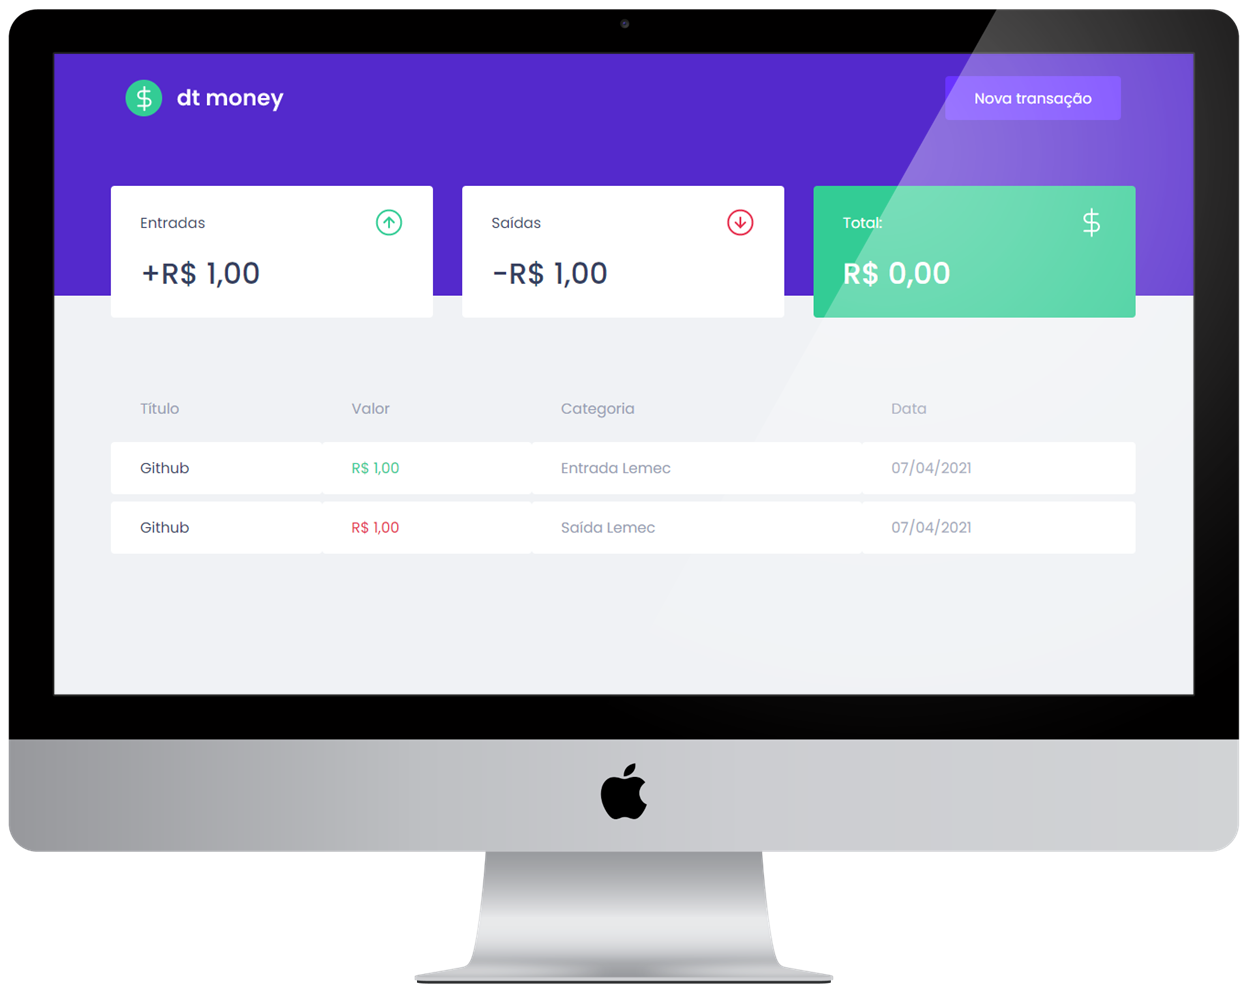 dt money
Nova transação
Entradas
+R$ 1,00
Saídas
-R$ 1,00
Total:
R$ 0,00
Título Valor Categoria Data
Github R$ 1,00 Entrada Lemec 07/04/2021
Github R$ 1,00 Saída Lemec 07/04/2021